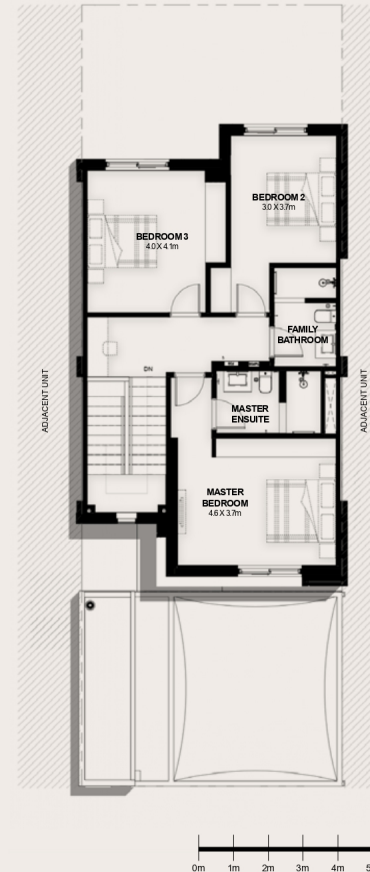 BEDROOM 2
3.0 X 3.7m
BEDROOM 3
4.0 X 4.1m
FAMILY
BATHROOM
DN
ADJACENT UNIT
ADJACENT UNIT
MASTER
ENSUITE
MASTER
BEDROOM
4.6 X 3.7m
0m 1m 2m 3m 4m